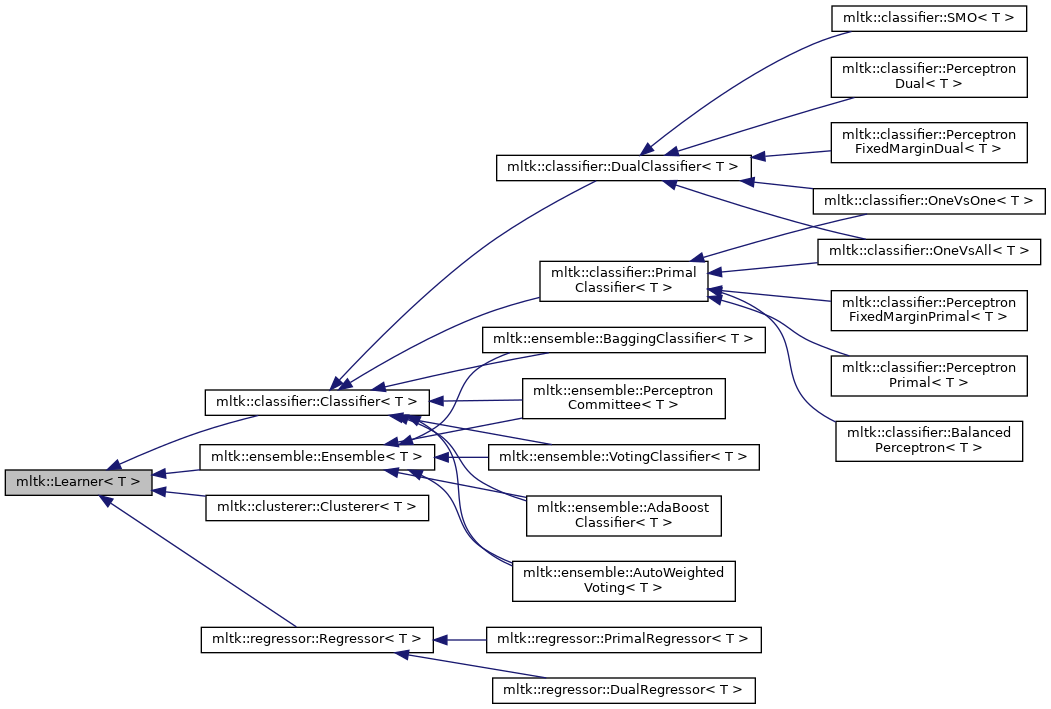 mltk::classifier::SMO< T >
mltk::classifier::Perceptron
Dual< T >
mltk::classifier::Perceptron
FixedMarginDual< T >
mltk::classifier::DualClassifier< T >
mltk::classifier::OneVsOne< T >
mltk::classifier::OneVsAll< T >
mltk::classifier::Primal
Classifier< T >
mltk::classifier::Perceptron
FixedMarginPrimal< T >
mltk::ensemble::BaggingClassifier< T >
mltk::classifier::Perceptron
Primal< T >
mltk::ensemble::Perceptron
Committee< T >
mltk::classifier::Classifier< T >
mltk::classifier::Balanced
Perceptron< T >
mltk::ensemble::Ensemble< T >
mltk::ensemble::VotingClassifier< T >
mltk::Learner< T >
mltk::clusterer::Clusterer< T >
mltk::ensemble::AdaBoost
Classifier< T >
mltk::ensemble::AutoWeighted
Voting< T >
mltk::regressor::Regressor< T >
mltk::regressor::PrimalRegressor< T >
mltk::regressor::DualRegressor< T >